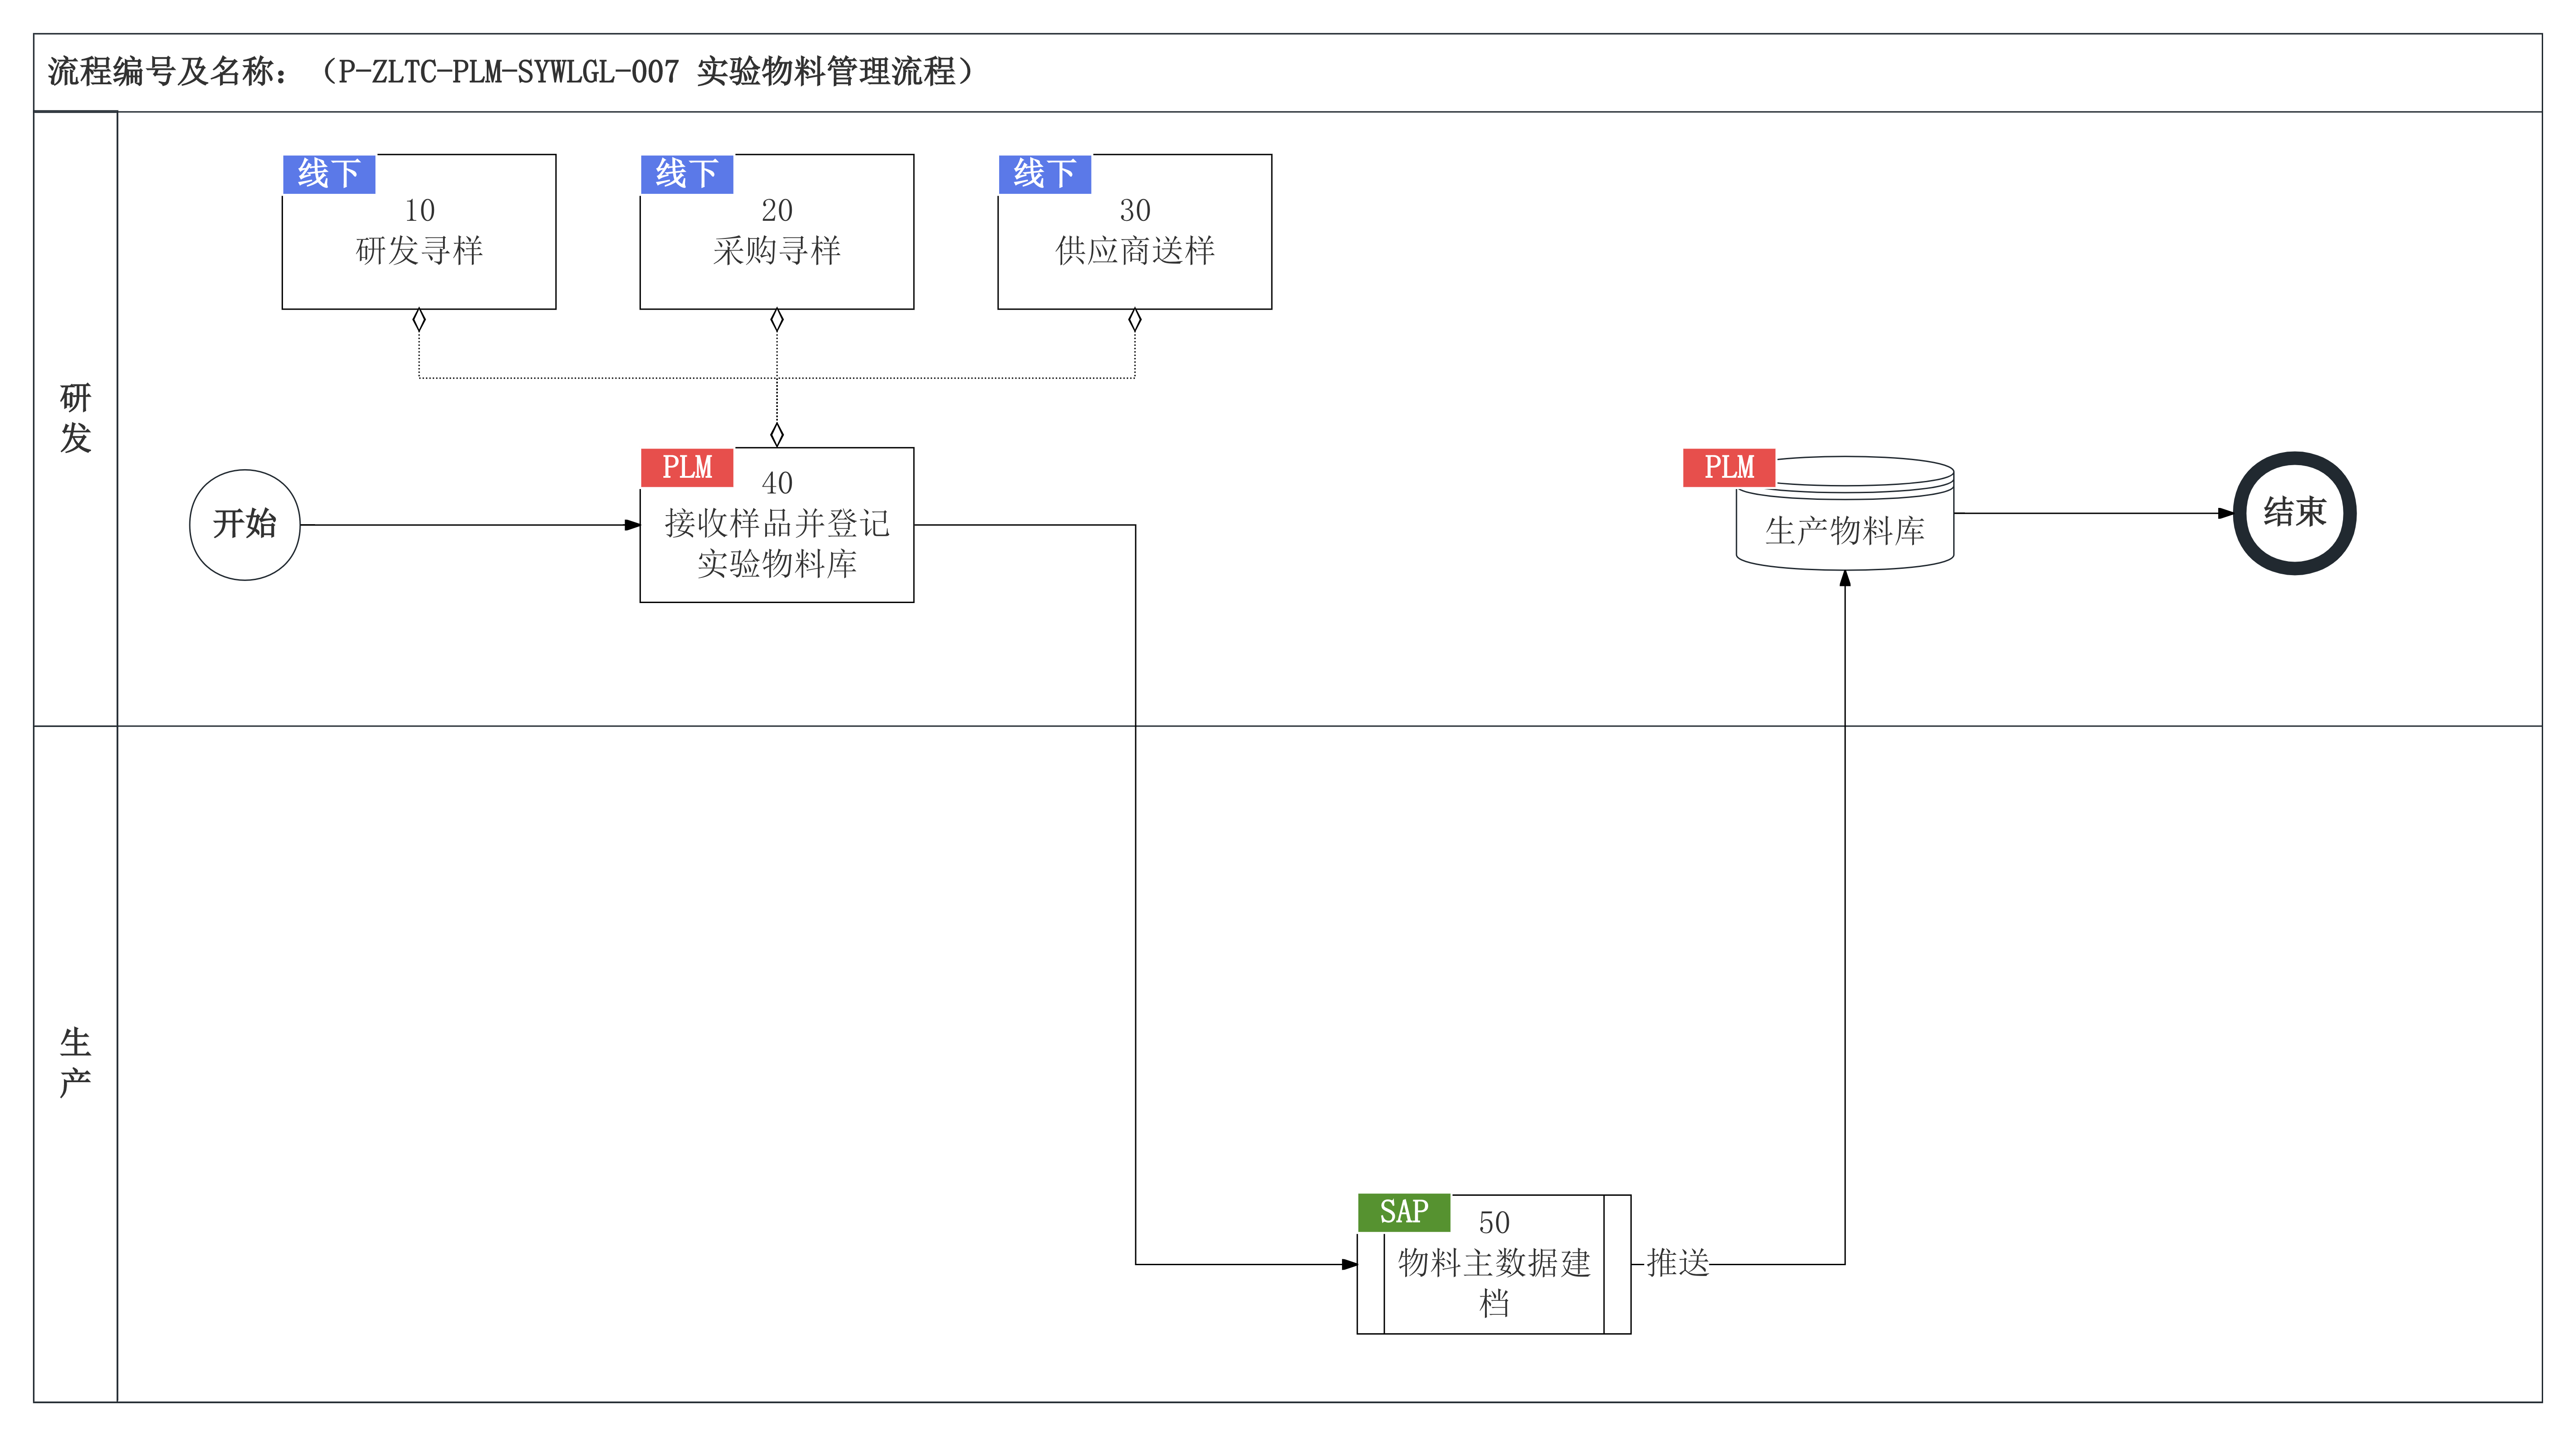 流程编号及名称：（P-ZLTC-PLM-SYWLGL-007 实验物料管理流程）
研
发
线下
10
研发寻样
线下
20
采购寻样
线下
30
供应商送样
开始
PLM
40
接收样品并登记
实验物料库
PLM
生产物料库
结束
生
产
SAP
50
物料主数据建
档
推送